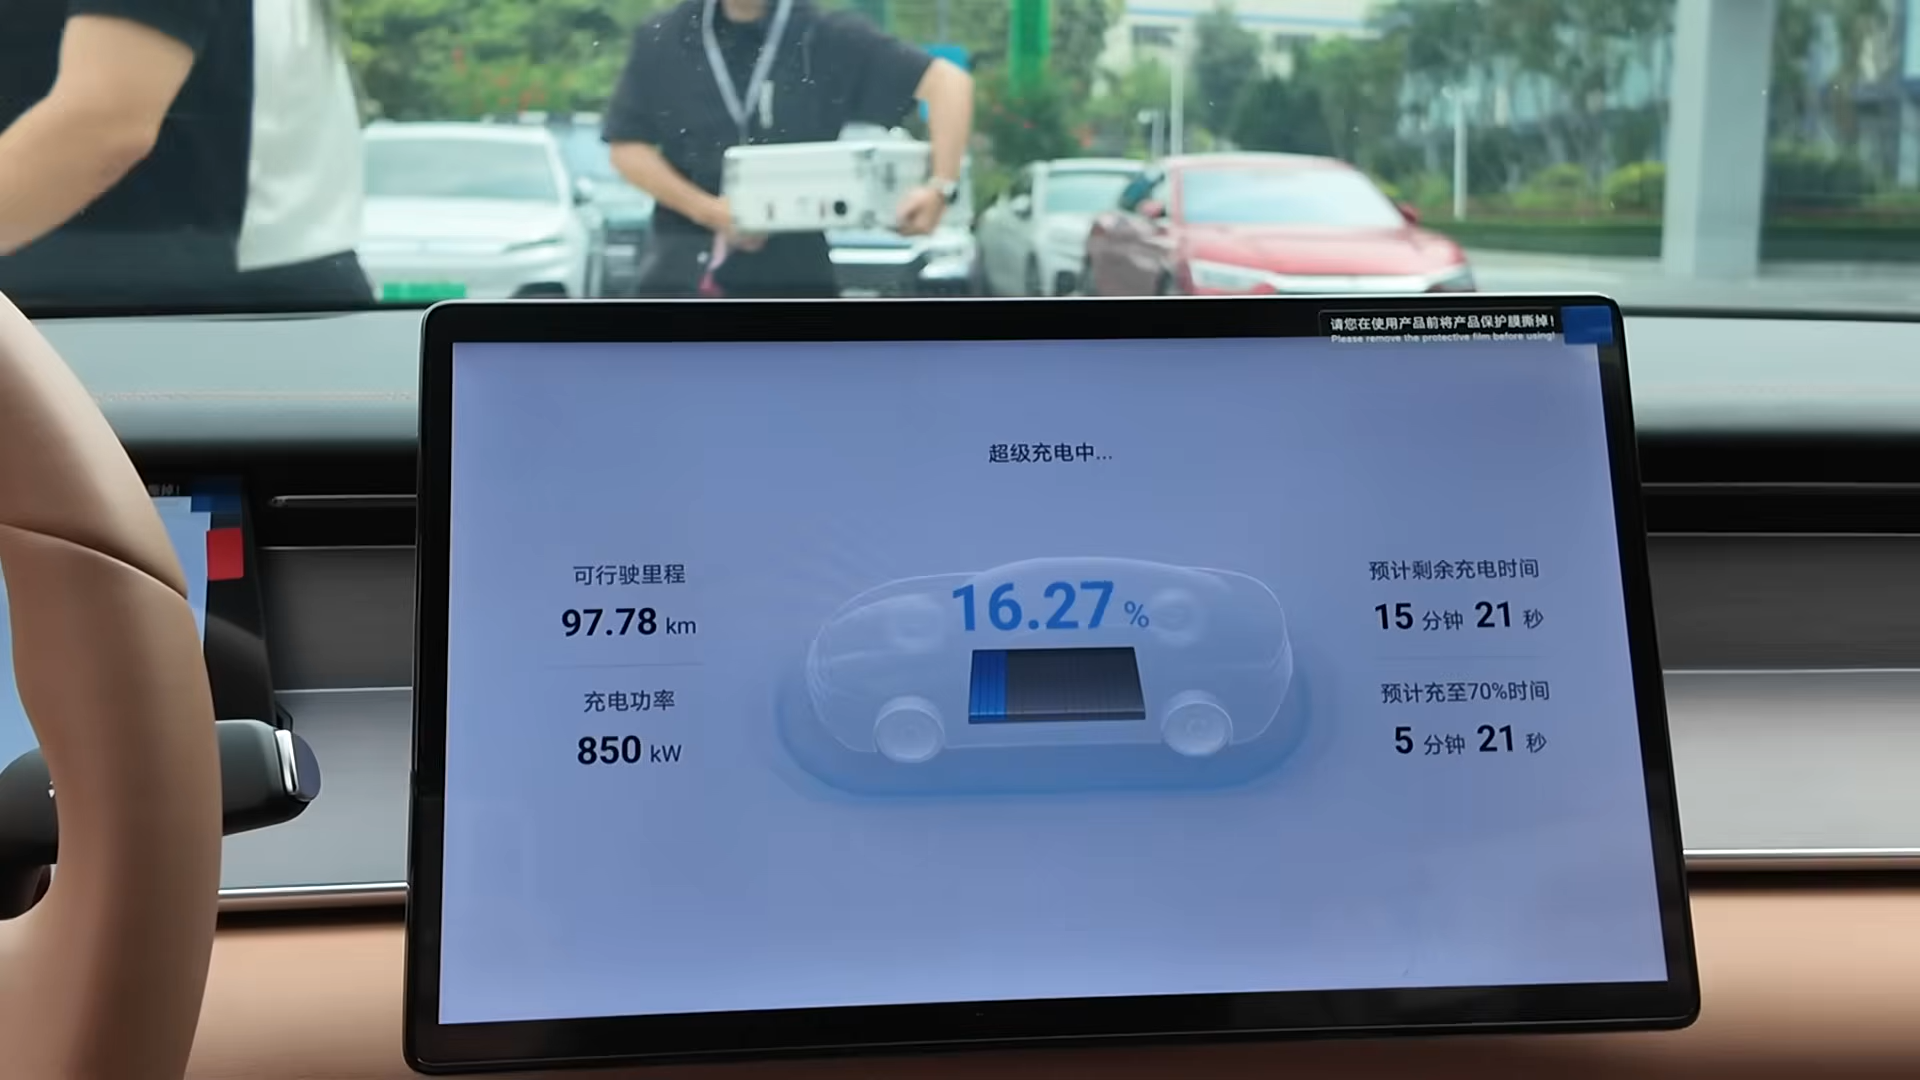 请您在使用产品前将产品保护膜撕掉！
Please remove the protective film before using!
超级充电中...
撕掉！
可行驶里程
97.78 km
充电功率
850 kW
16.27 %
预计剩余充电时间
15 分钟 21 秒
预计充至70%时间
5 分钟 21 秒